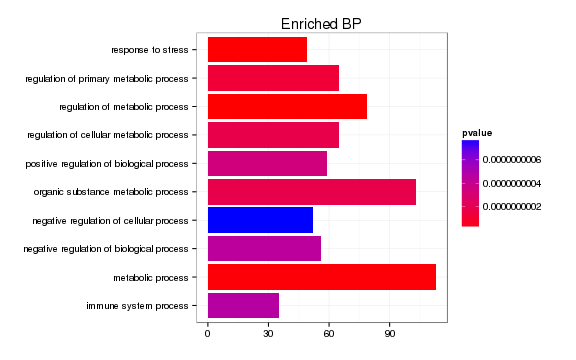 Enriched BP
response to stress
regulation of primary metabolic process
regulation of metabolic process
regulation of cellular metabolic process
positive regulation of biological process
organic substance metabolic process
negative regulation of cellular process
negative regulation of biological process
metabolic process
immune system process
0 30 60 90
pvalue
0.0000000006
0.0000000004
0.0000000002